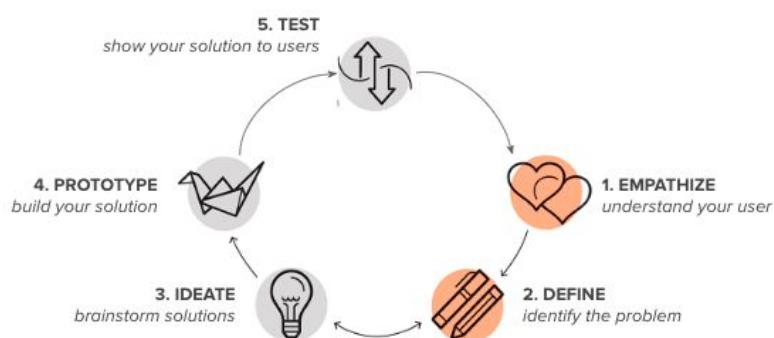 5. TEST
show your solution to users
4. PROTOTYPE
build your solution
1. EMPATHIZE
understand your user
3. IDEATE
brainstorm solutions
2. DEFINE
identify the problem